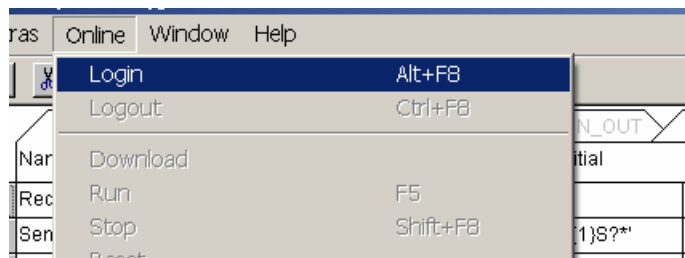 ras Online Window Help
Login Alt+F8
Logout Ctrl+F8
N_OUT
Nar Download itial
Rec Run F5
Sen Stop Shift+F8 {1}S?*'
Reset